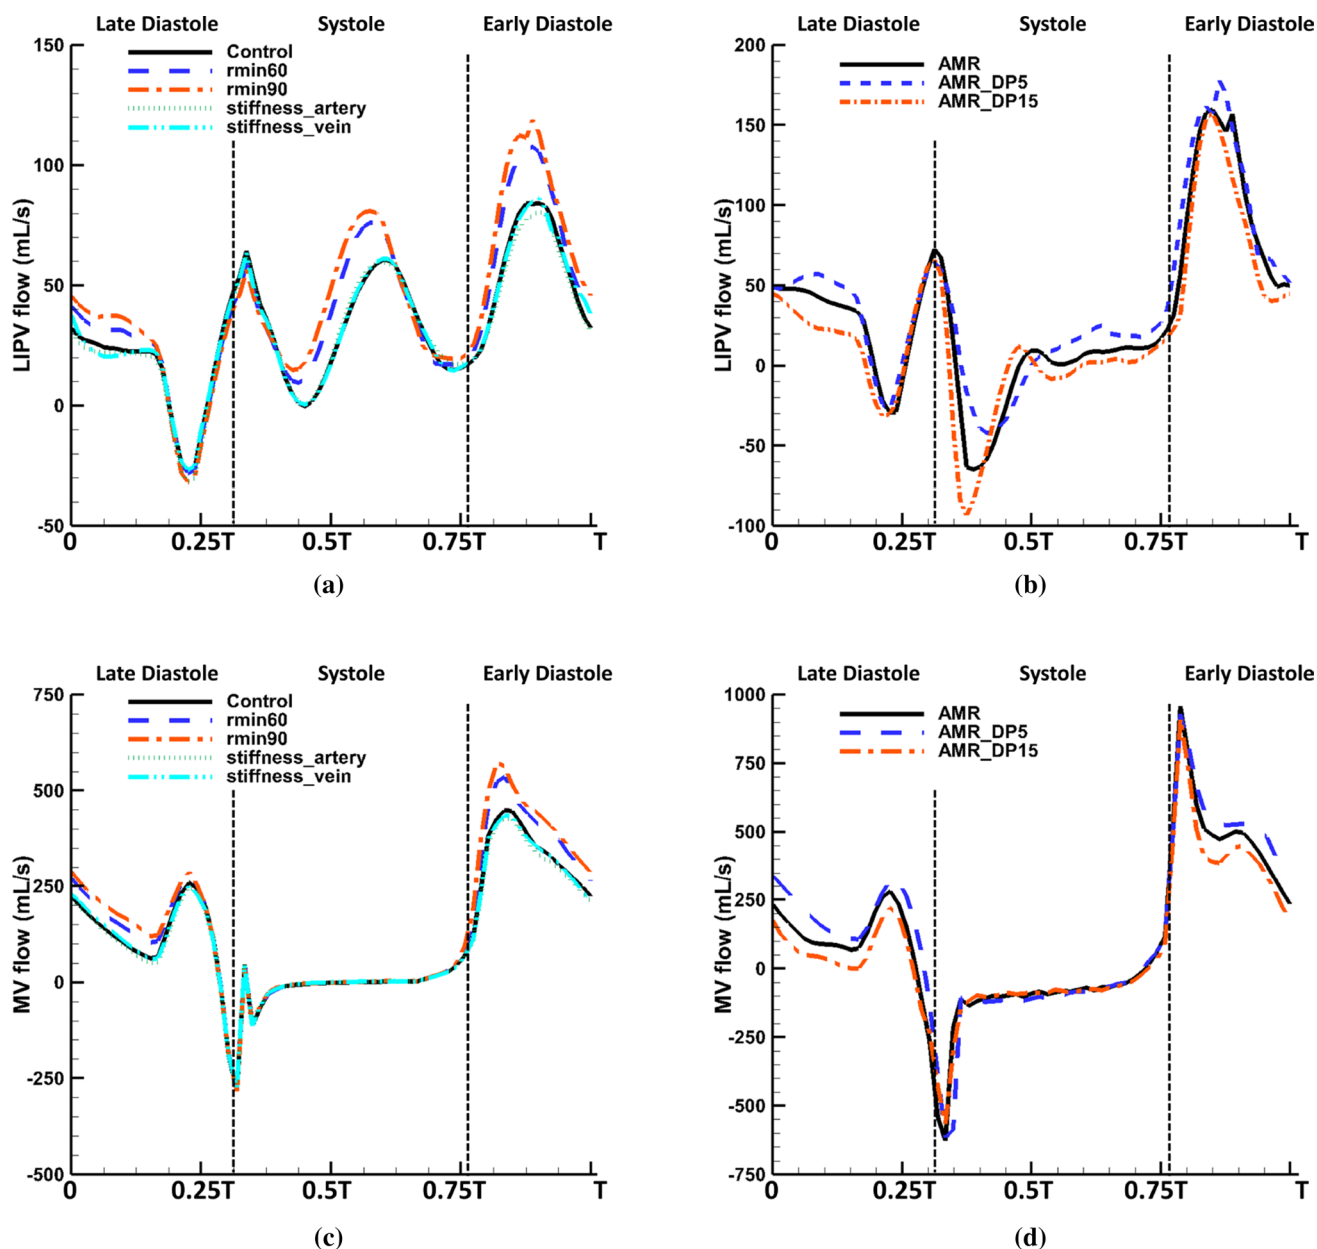 Late Diastole Systole Early Diastole
150
100
50
0
-50
LIPV flow (mL/s)
Control
rmin60
rmin90
stiffness_artery
stiffness_vein
0 0.25T 0.5T 0.75T T
(a)
Late Diastole Systole Early Diastole
200
150
100
50
0
-50
-100
LIPV flow (mL/s)
AMR
AMR_DP5
AMR_DP15
0 0.25T 0.5T 0.75T T
(b)
Late Diastole Systole Early Diastole
750
500
250
0
-250
-500
MV flow (mL/s)
Control
rmin60
rmin90
stiffness_artery
stiffness_vein
0 0.25T 0.5T 0.75T T
(c)
Late Diastole Systole Early Diastole
1000
750
500
250
0
-250
-500
-750
MV flow (mL/s)
AMR
AMR_DP5
AMR_DP15
0 0.25T 0.5T 0.75T T
(d)